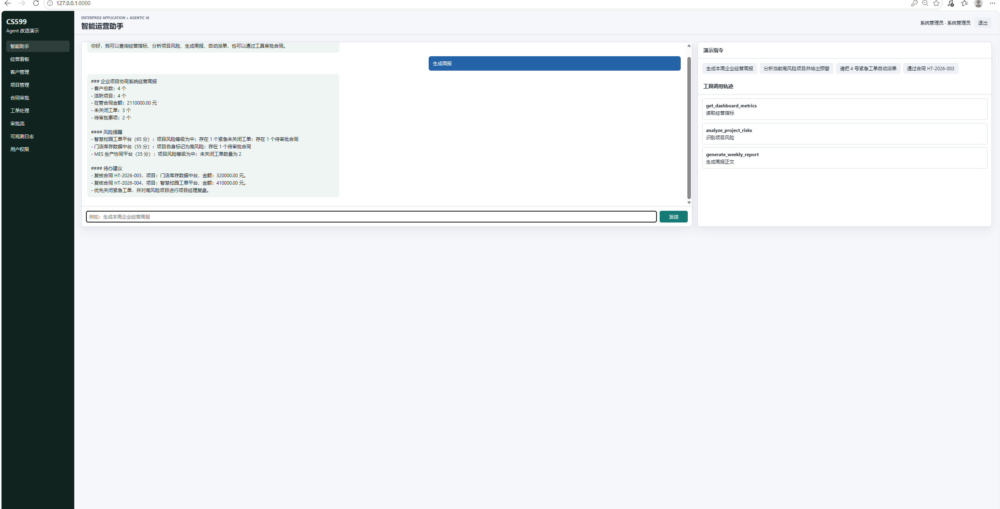 127.0.0.1:8000
CS599
Agent 改造演示
智能助手
经营看板
客户管理
项目管理
合同审批
工单处理
审批流
可观测日志
用户权限
ENTERPRISE APPLICATION + AGENTIC AI
智能运营助手
系统管理员 · 系统管理员
退出
你好，我可以查询经营指标、分析项目风险、生成周报、自动派单，也可以通过工具审批合同。
生成周报
### 企业项目协同系统经营周报
- 客户总数：4 个
- 活跃项目：4 个
- 在管合同金额：2110000.00 元
- 未关闭工单：3 个
- 待审批事项：2 个
#### 风险提醒
- 智慧校园工单平台（65 分）：项目风险等级为中；存在 1 个紧急未关闭工单；存在 1 个待审批合同
- 门店库存数据中台（55 分）：项目自身标记为高风险；存在 1 个待审批合同
- MES 生产协同平台（35 分）：项目风险等级为中；未关闭工单数量为 2
#### 待办建议
- 复核合同 HT-2026-003，项目：门店库存数据中台，金额：320000.00 元。
- 复核合同 HT-2026-004，项目：智慧校园工单平台，金额：410000.00 元。
- 优先关闭紧急工单，并对高风险项目进行项目经理复盘。
例如：生成本周企业经营周报
发送
演示指令
生成本周企业经营周报
分析当前高风险项目并给出预警
请把 4 号紧急工单自动派单
通过合同 HT-2026-003
工具调用轨迹
get_dashboard_metrics
读取经营指标
analyze_project_risks
识别项目风险
generate_weekly_report
生成周报正文